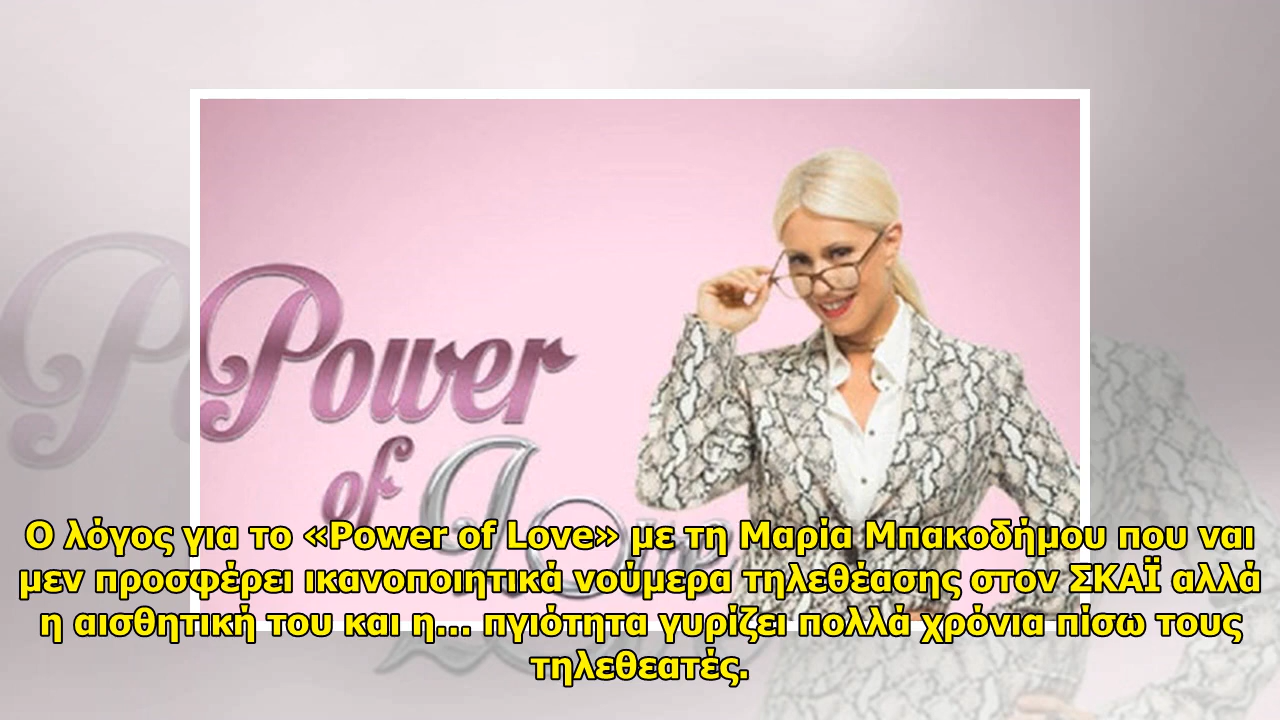 Power
of Love
Ο λόγος για το «Power of Love» με τη Μαρία Μπακοδήμου που ναι
μεν προσφέρει ικανοποιητικά νούμερα τηλεθέασης στον ΣΚΑΪ αλλά
η αισθητική του και η... πγιότητα γυρίζει πολλά χρόνια πίσω τους
τηλεθεατές.